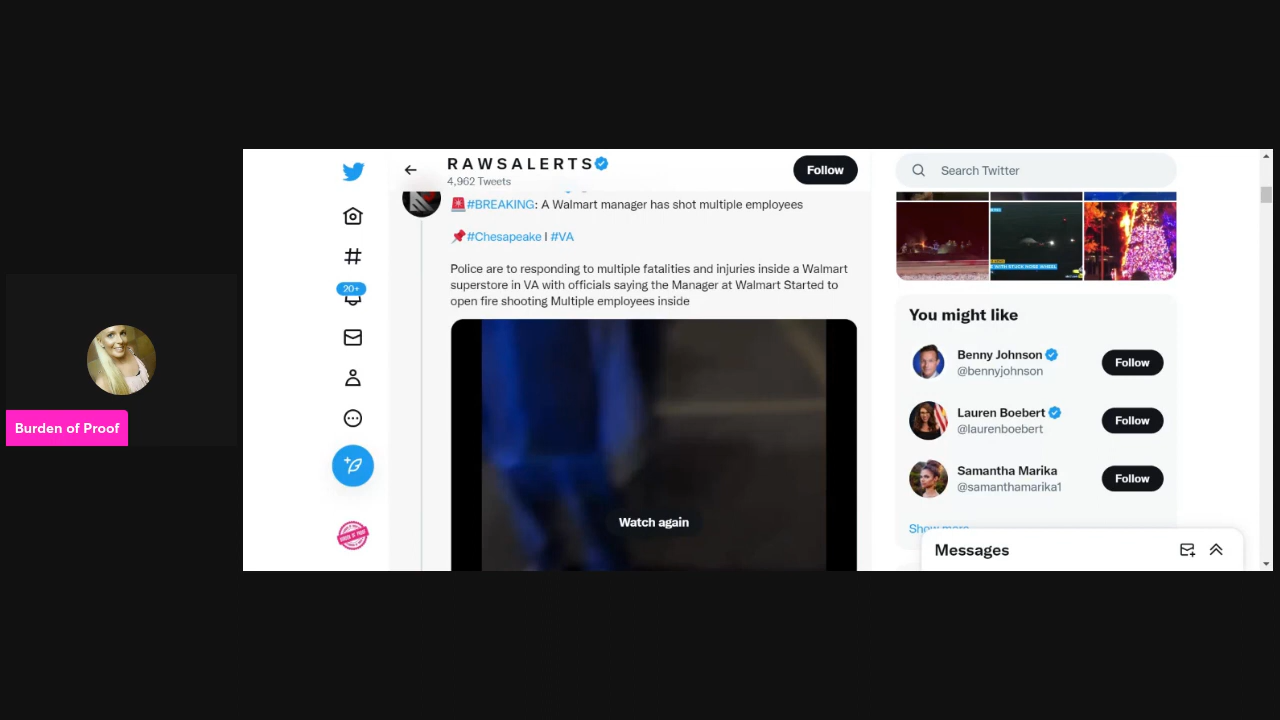 Burden of Proof
RAWSALERTS
4,962 Tweets
Follow
🚨#BREAKING: A Walmart manager has shot multiple employees
📌#Chesapeake l #VA
Police are to responding to multiple fatalities and injuries inside a Walmart
superstore in VA with officials saying the Manager at Walmart Started to
open fire shooting Multiple employees inside
Watch again
20+
Search Twitter
You might like
Benny Johnson
@bennyjohnson
Follow
Lauren Boebert
@laurenboebert
Follow
Samantha Marika
@samanthamarika1
Follow
Show more
Messages